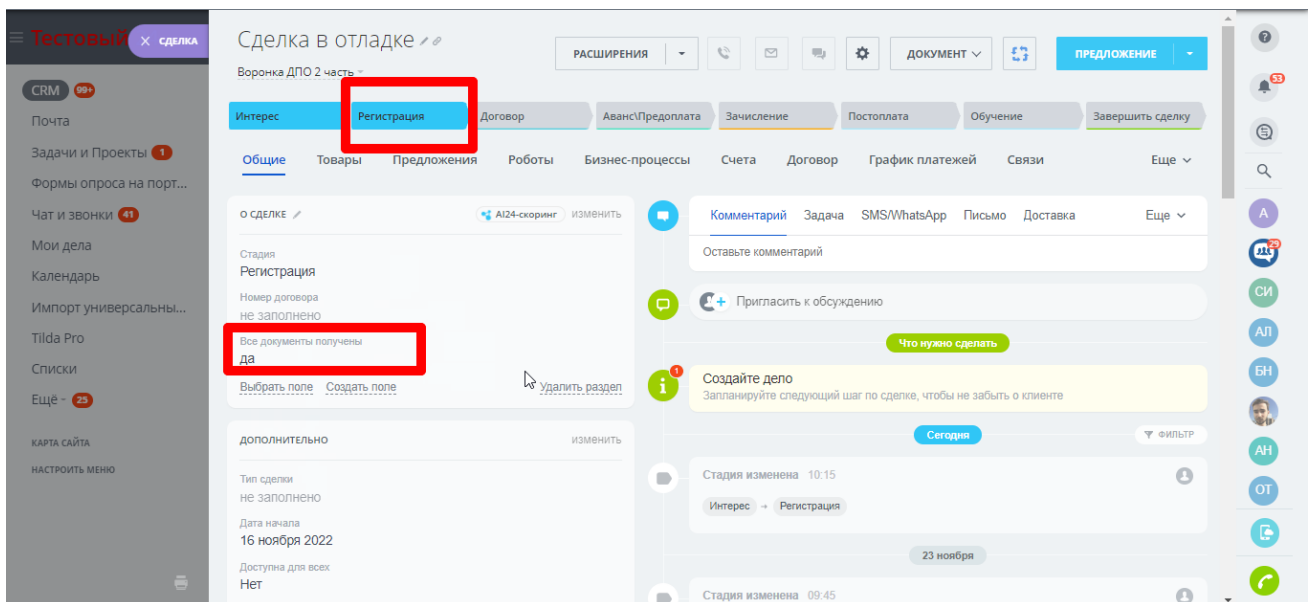 Тестовый
СДЕЛКА
Сделка в отладке
Воронка ДПО 2 часть
РАСШИРЕНИЯ
ДОКУМЕНТ
ПРЕДЛОЖЕНИЕ
CRM 99+
Почта
Задачи и Проекты 1
Формы опроса на порт...
Чат и звонки 41
Мои дела
Календарь
Импорт универсальны...
Tilda Pro
Списки
Ещё - 25
КАРТА САЙТА
НАСТРОИТЬ МЕНЮ
Интерес
Регистрация
Договор
Аванс\Предоплата
Зачисление
Постоплата
Обучение
Завершить сделку
Общие
Товары
Предложения
Роботы
Бизнес-процессы
Счета
Договор
График платежей
Связи
Еще
О СДЕЛКЕ
AI24-скоринг
ИЗМЕНИТЬ
Стадия
Регистрация
Номер договора
не заполнено
Все документы получены
да
Выбрать поле
Создать поле
Удалить раздел
ДОПОЛНИТЕЛЬНО
ИЗМЕНИТЬ
Тип сделки
не заполнено
Дата начала
16 ноября 2022
Доступна для всех
Нет
Комментарий
Задача
SMS/WhatsApp
Письмо
Доставка
Еще
Оставьте комментарий
Пригласить к обсуждению
Что нужно сделать
1
Создайте дело
Запланируйте следующий шаг по сделке, чтобы не забыть о клиенте
Сегодня
ФИЛЬТР
Стадия изменена 10:15
Интерес → Регистрация
23 ноября
Стадия изменена 09:45
53
А
29
СИ
АЛ
БН
АН
ОТ